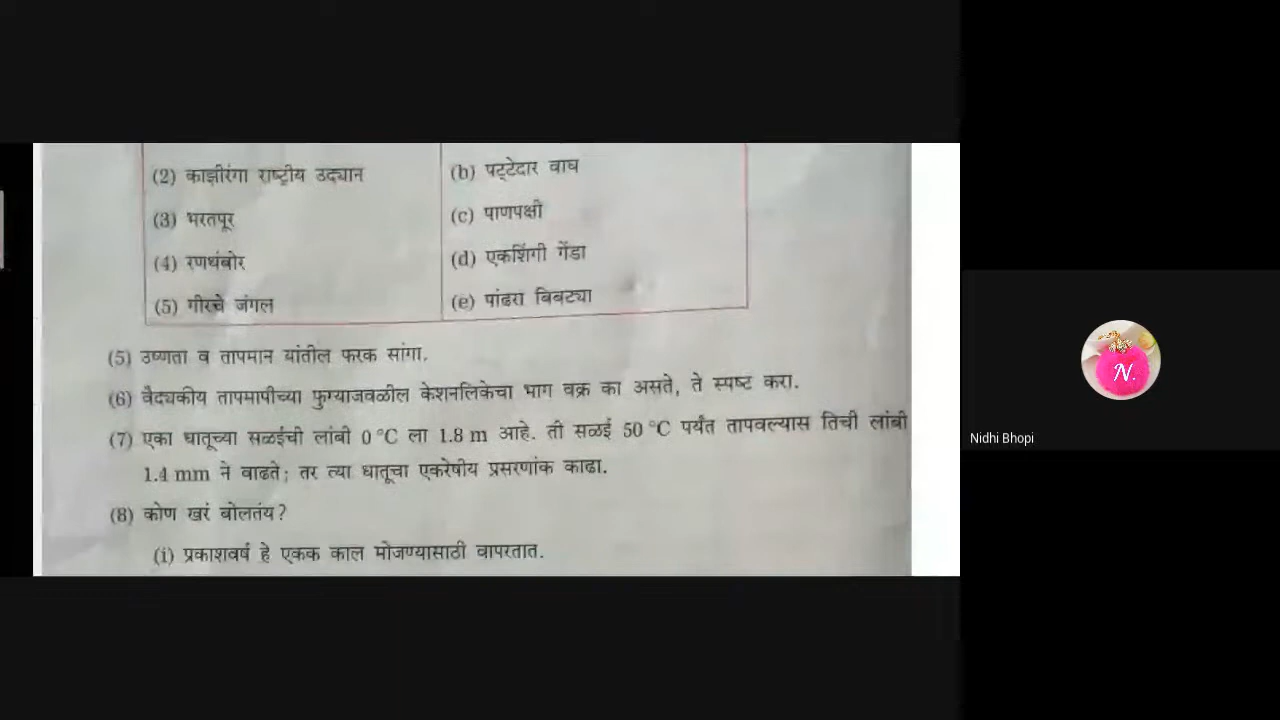 (2) काझीरंगा राष्ट्रीय उद्यान (b) पट्टेदार वाघ
(3) भरतपूर (c) पाणपक्षी
(4) रणथंबोर (d) एकशिंगी गेंडा
(5) गीरचे जंगल (e) पांढरा बिबट्या
(5) उष्णता व तापमान यांतील फरक सांगा.
(6) वैद्यकीय तापमापीच्या फुग्याजवळील केशनलिकेचा भाग वक्र का असते, ते स्पष्ट करा.
(7) एका धातूच्या सळईची लांबी 0 °C ला 1.8 m आहे. ती सळई 50 °C पर्यंत तापवल्यास तिची लांबी
1.4 mm ने वाढते; तर त्या धातूचा एकरेषीय प्रसरणांक काढा.
(8) कोण खरं बोलतंय?
(i) प्रकाशवर्ष हे एकक काल मोजण्यासाठी वापरतात.
N.
Nidhi Bhopi